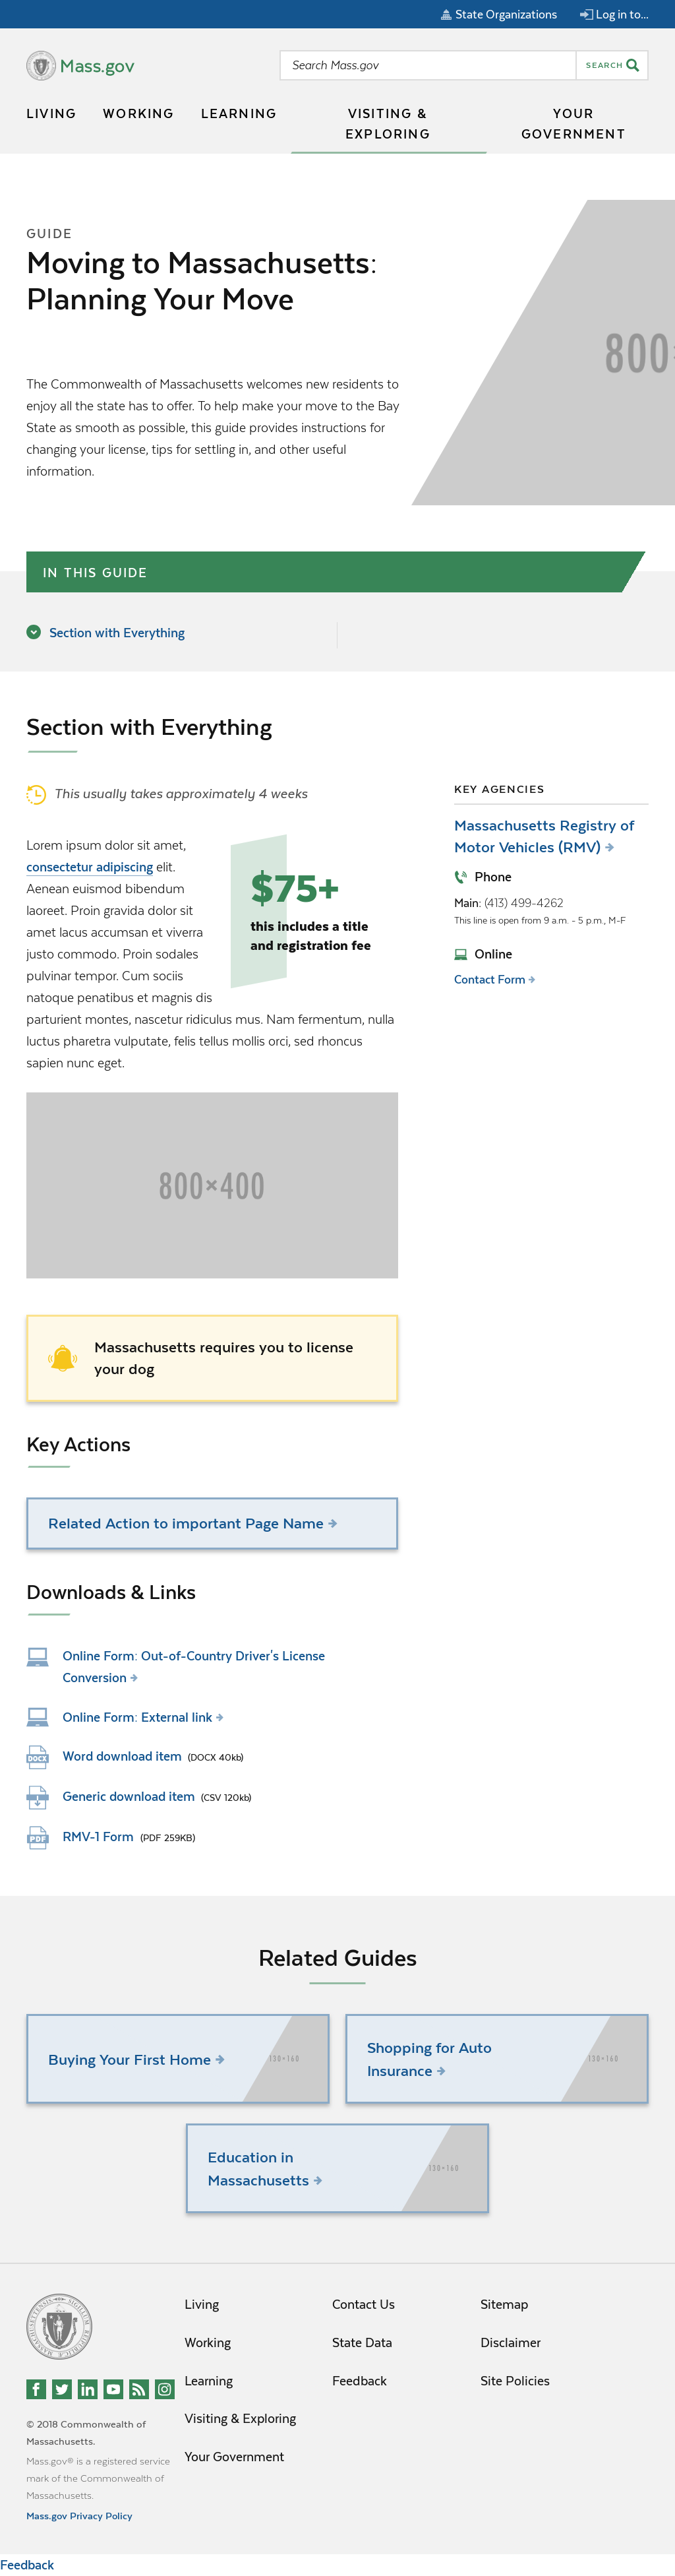 State Organizations
Log in to...
Mass.gov
Search Mass.gov
SEARCH
LIVING
WORKING
LEARNING
VISITING &
EXPLORING
YOUR
GOVERNMENT
GUIDE
Moving to Massachusetts:
Planning Your Move
800×
The Commonwealth of Massachusetts welcomes new residents to
enjoy all the state has to offer. To help make your move to the Bay
State as smooth as possible, this guide provides instructions for
changing your license, tips for settling in, and other useful
information.
IN THIS GUIDE
Section with Everything
Section with Everything
This usually takes approximately 4 weeks
Lorem ipsum dolor sit amet,
consectetur adipiscing elit.
Aenean euismod bibendum
laoreet. Proin gravida dolor sit
amet lacus accumsan et viverra
justo commodo. Proin sodales
pulvinar tempor. Cum sociis
natoque penatibus et magnis dis
parturient montes, nascetur ridiculus mus. Nam fermentum, nulla
luctus pharetra vulputate, felis tellus mollis orci, sed rhoncus
sapien nunc eget.
$75+
this includes a title
and registration fee
KEY AGENCIES
Massachusetts Registry of
Motor Vehicles (RMV)
Phone
Main: (413) 499-4262
This line is open from 9 a.m. - 5 p.m., M-F
Online
Contact Form
800×400
Massachusetts requires you to license
your dog
Key Actions
Related Action to important Page Name
Downloads & Links
Online Form: Out-of-Country Driver's License
Conversion
Online Form: External link
DOCX
Word download item (DOCX 40kb)
Generic download item (CSV 120kb)
PDF
RMV-1 Form (PDF 259KB)
Related Guides
Buying Your First Home
130×160
Shopping for Auto
Insurance
130×160
Education in
Massachusetts
130×160
Living
Working
Learning
Visiting & Exploring
Your Government
Contact Us
State Data
Feedback
Sitemap
Disclaimer
Site Policies
© 2018 Commonwealth of
Massachusetts.
Mass.gov® is a registered service
mark of the Commonwealth of
Massachusetts.
Mass.gov Privacy Policy
Feedback